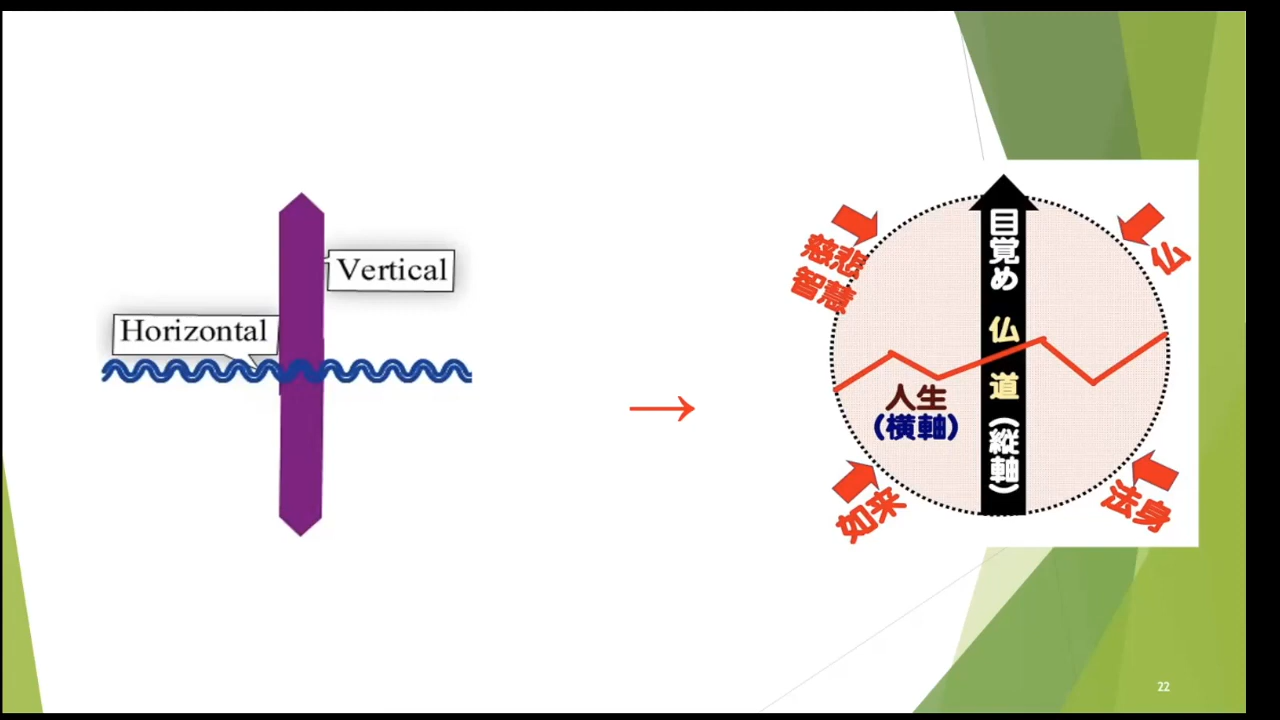 Vertical
Horizontal
慈悲
智慧
仏
目覚め 仏道（縦軸）
人生
（横軸）
如来
法身
22